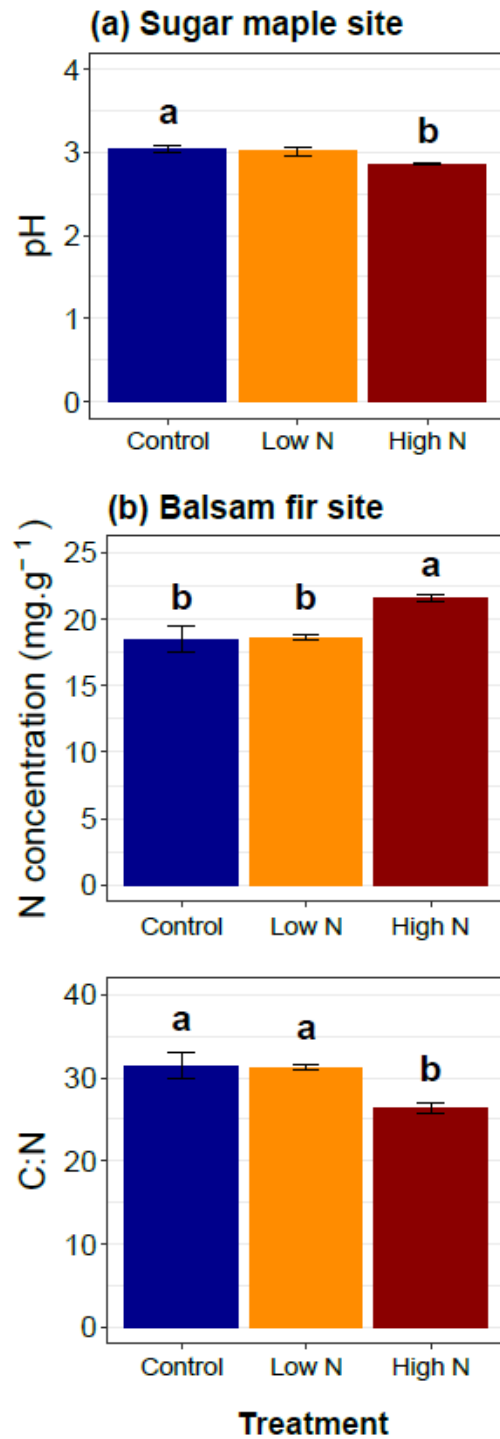 (a) Sugar maple site
4
a
b
3
pH
2
1
0
Control Low N High N
(b) Balsam fir site
25
a
b b
20
N concentration (mg.g⁻¹)
15
10
5
0
Control Low N High N
40
a a
b
30
C:N
20
10
0
Control Low N High N
Treatment